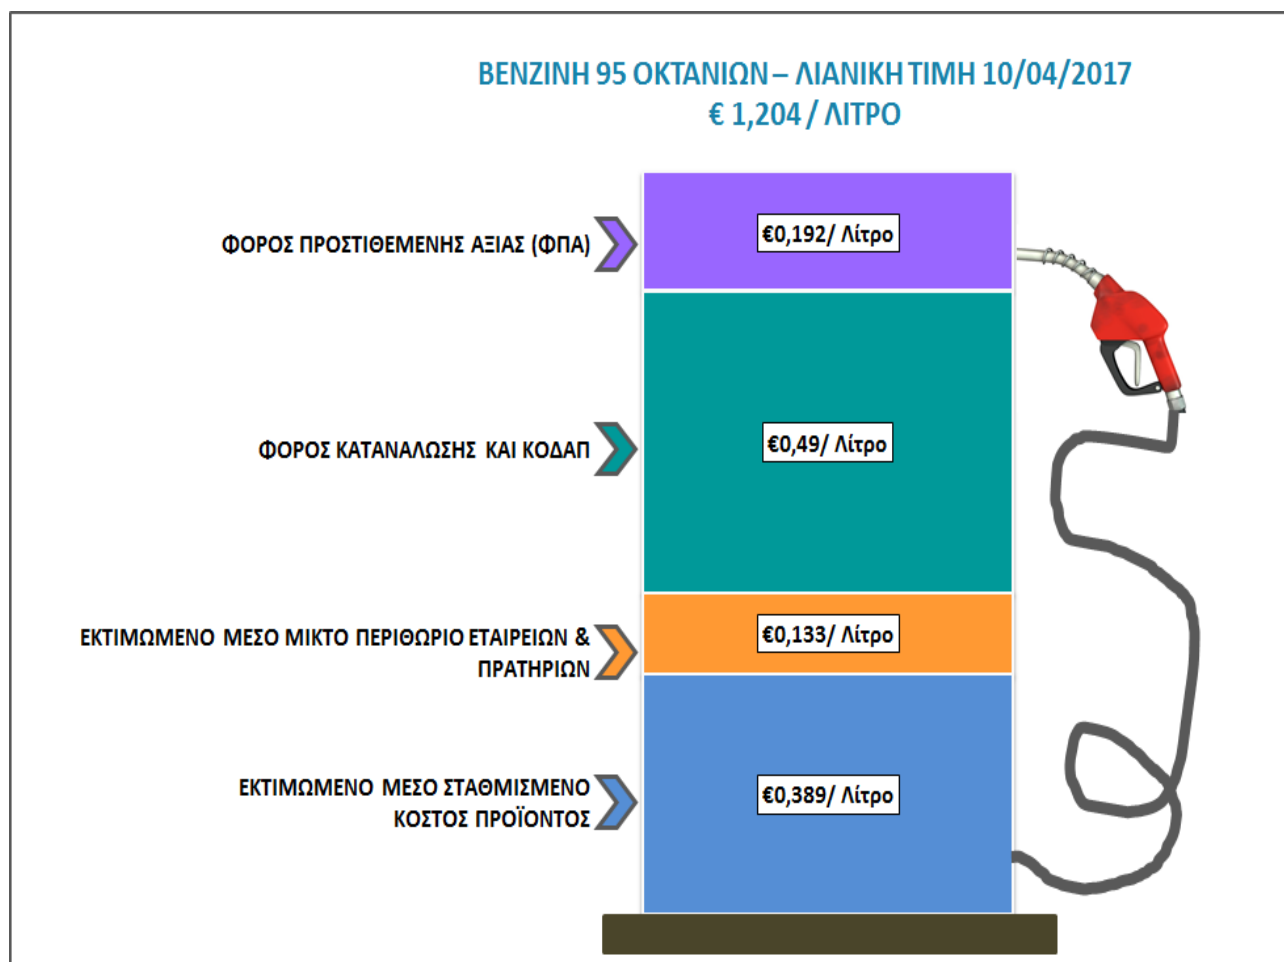 ΒΕΝΖΙΝΗ 95 ΟΚΤΑΝΙΩΝ – ΛΙΑΝΙΚΗ ΤΙΜΗ 10/04/2017
€ 1,204 / ΛΙΤΡΟ
ΦΟΡΟΣ ΠΡΟΣΤΙΘΕΜΕΝΗΣ ΑΞΙΑΣ (ΦΠΑ)
€0,192/ Λίτρο
ΦΟΡΟΣ ΚΑΤΑΝΑΛΩΣΗΣ ΚΑΙ ΚΟΔΑΠ
€0,49/ Λίτρο
ΕΚΤΙΜΩΜΕΝΟ ΜΕΣΟ ΜΙΚΤΟ ΠΕΡΙΘΩΡΙΟ ΕΤΑΙΡΕΙΩΝ &
ΠΡΑΤΗΡΙΩΝ
€0,133/ Λίτρο
ΕΚΤΙΜΩΜΕΝΟ ΜΕΣΟ ΣΤΑΘΜΙΣΜΕΝΟ
ΚΟΣΤΟΣ ΠΡΟΪΟΝΤΟΣ
€0,389/ Λίτρο